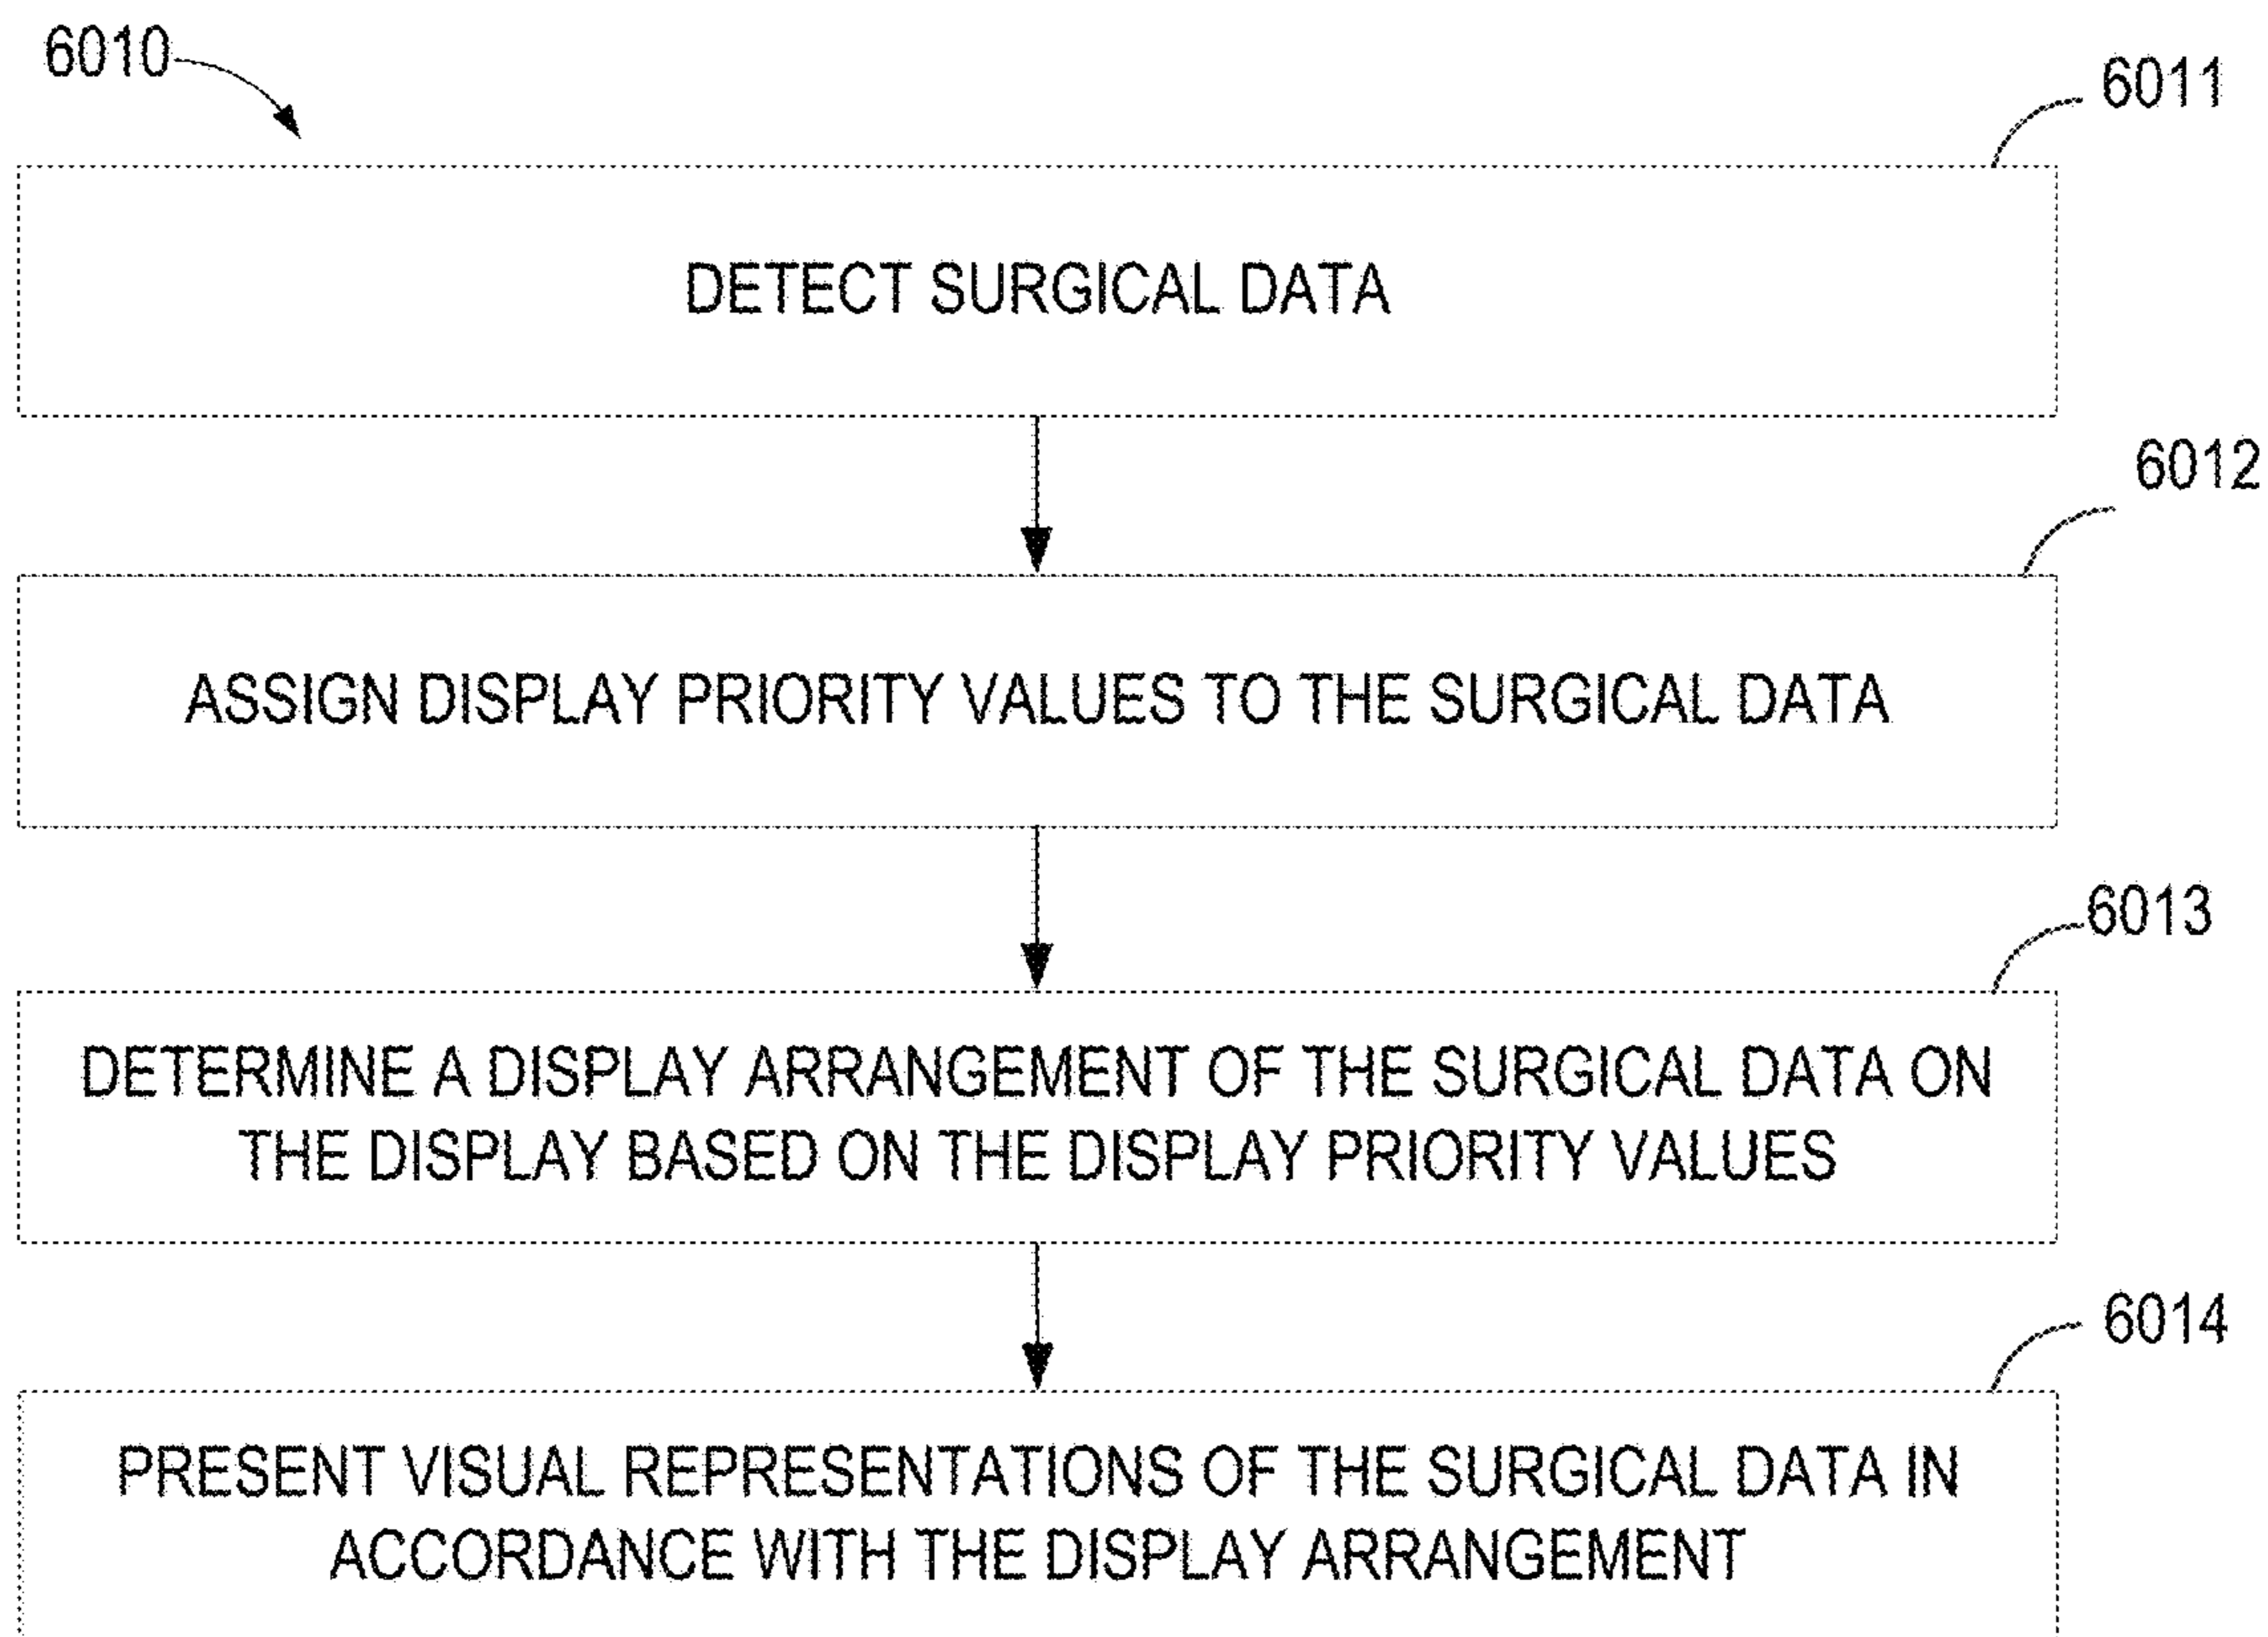 6010
6011
DETECT SURGICAL DATA
6012
ASSIGN DISPLAY PRIORITY VALUES TO THE SURGICAL DATA
6013
DETERMINE A DISPLAY ARRANGEMENT OF THE SURGICAL DATA ON
THE DISPLAY BASED ON THE DISPLAY PRIORITY VALUES
6014
PRESENT VISUAL REPRESENTATIONS OF THE SURGICAL DATA IN
ACCORDANCE WITH THE DISPLAY ARRANGEMENT